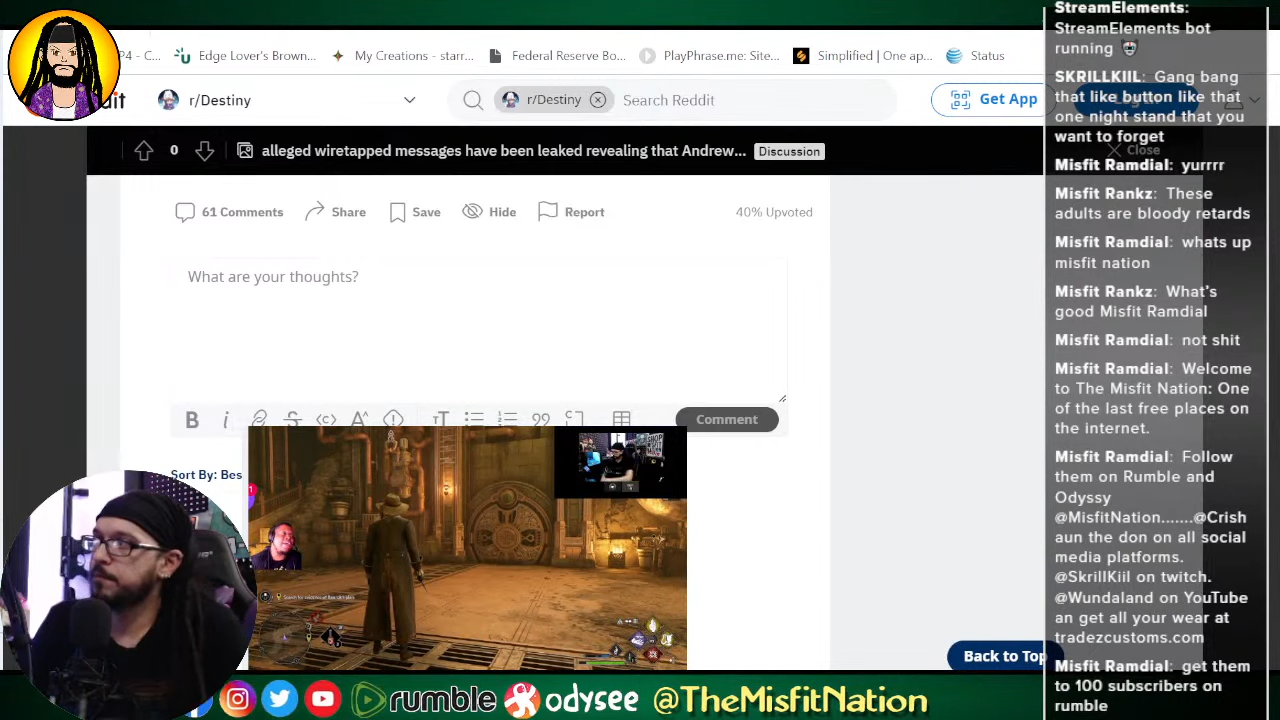 P4 - C...
Edge Lover's Brown...
My Creations - starr...
Federal Reserve Bo...
PlayPhrase.me: Site...
Simplified | One ap...
Status
r/Destiny
r/Destiny
Search Reddit
Get App
0
alleged wiretapped messages have been leaked revealing that Andrew...
Discussion
Close
61 Comments
Share
Save
Hide
Report
40% Upvoted
What are your thoughts?
Comment
Sort By: Bes
Back to Top
rumble
odysee
@TheMisfitNation
StreamElements:
StreamElements bot
running
SKRILLKIIL: Gang bang
that like button like that
one night stand that you
want to forget
Misfit Ramdial: yurrrr
Misfit Rankz: These
adults are bloody retards
Misfit Ramdial: whats up
misfit nation
Misfit Rankz: What's
good Misfit Ramdial
Misfit Ramdial: not shit
Misfit Ramdial: Welcome
to The Misfit Nation: One
of the last free places on
the internet.
Misfit Ramdial: Follow
them on Rumble and
Odyssy
@MisfitNation.......@Crish
aun the don on all social
media platforms.
@SkrillKiil on twitch.
@Wundaland on YouTube
an get all your wear at
tradezcustoms.com
Misfit Ramdial: get them
to 100 subscribers on
rumble